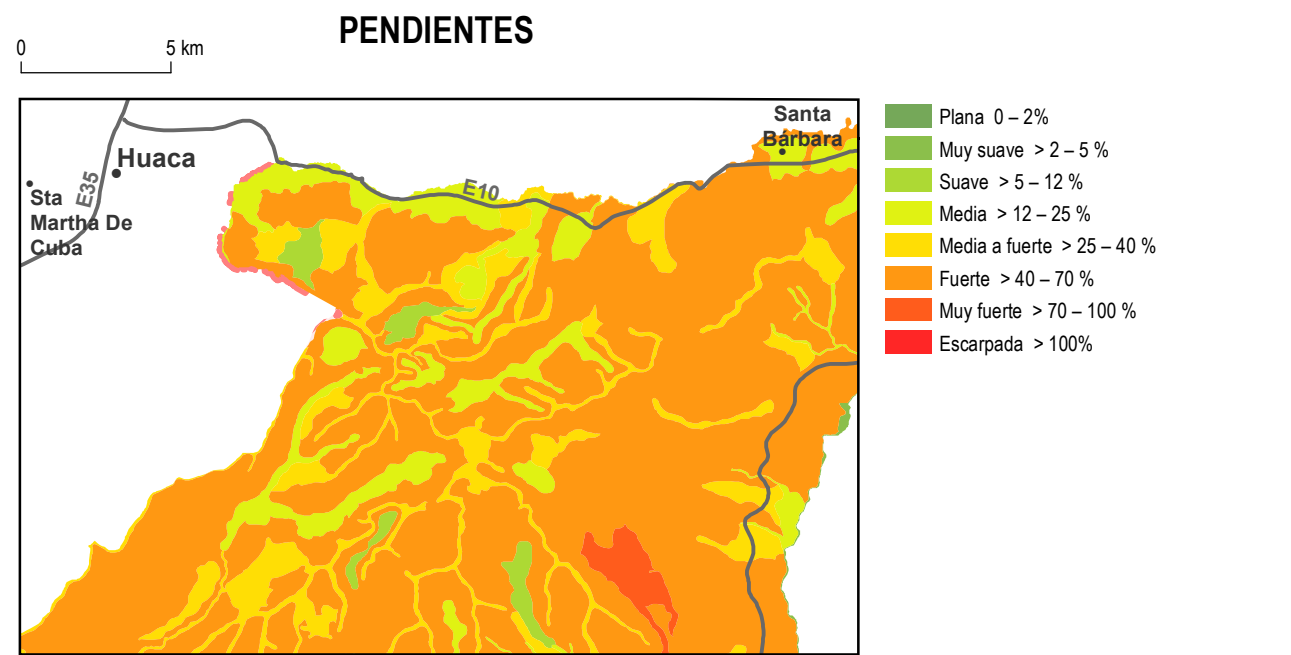 PENDIENTES
0 5 km
Santa
Bárbara
Huaca
E35
Sta
Martha De
Cuba
E10
Plana 0 – 2%
Muy suave > 2 – 5 %
Suave > 5 – 12 %
Media > 12 – 25 %
Media a fuerte > 25 – 40 %
Fuerte > 40 – 70 %
Muy fuerte > 70 – 100 %
Escarpada > 100%